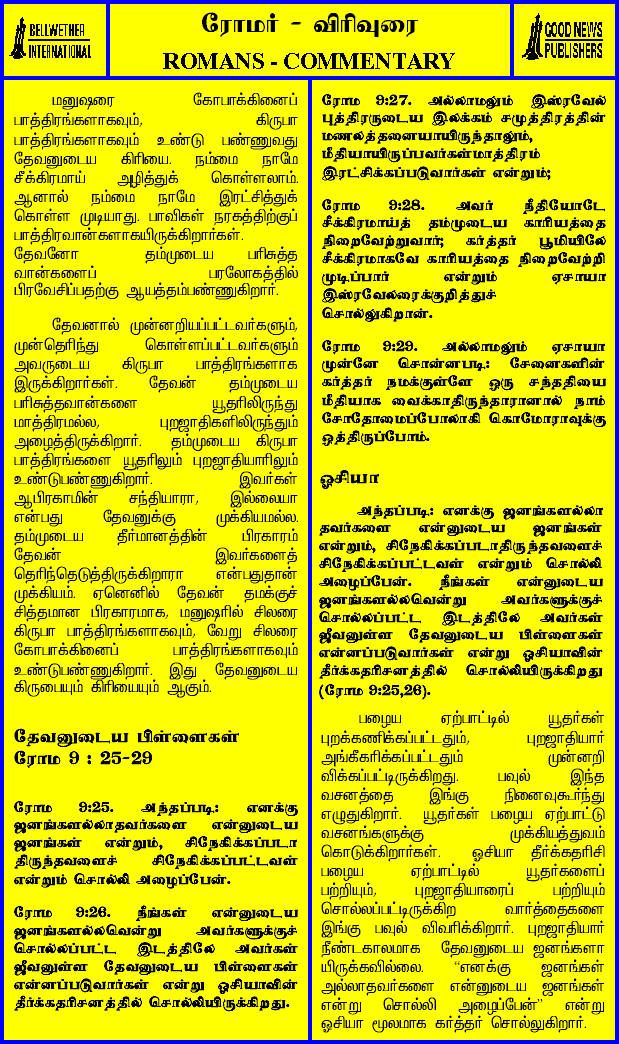 BELLWETHER
INTERNATIONAL
ரோமர் - விரிவுரை
ROMANS - COMMENTARY
GOOD NEWS
PUBLISHERS
மனுஷரை கோபாக்கினைப்
பாத்திரங்களாகவும், கிருபா
பாத்திரங்களாகவும் உண்டு பண்ணுவது
தேவனுடைய கிரியை. நம்மை நாமே
சீக்கிரமாய் அழித்துக் கொள்ளலாம்.
ஆனால் நம்மை நாமே இரட்சித்துக்
கொள்ள முடியாது. பாவிகள் நரகத்திற்குப்
பாத்திரவான்களாகயிருக்கிறார்கள்.
தேவனோ தம்முடைய பரிசுத்த
வான்களைப் பரலோகத்தில்
பிரவேசிப்பதற்கு ஆயத்தம்பண்ணுகிறார்.
தேவனால் முன்னறியப்பட்டவர்களும்,
முன்தெரிந்து கொள்ளப்பட்டவர்களும்
அவருடைய கிருபா பாத்திரங்களாக
இருக்கிறார்கள். தேவன் தம்முடைய
பரிசுத்தவான்களை யூதரிலிருந்து
மாத்திரமல்ல, புறஜாதிகளிலிருந்தும்
அழைத்திருக்கிறார். தம்முடைய கிருபா
பாத்திரங்களை யூதரிலும் புறஜாதியாரிலும்
உண்டுபண்ணுகிறார். இவர்கள்
ஆபிரகாமின் சந்தியாரா, இல்லையா
என்பது தேவனுக்கு முக்கியமல்ல.
தம்முடைய தீர்மானத்தின் பிரகாரம்
தேவன் இவர்களைத்
தெரிந்தெடுத்திருக்கிறாரா என்பதுதான்
முக்கியம். ஏனெனில் தேவன் தமக்குச்
சித்தமான பிரகாரமாக, மனுஷரில் சிலரை
கிருபா பாத்திரங்களாகவும், வேறு சிலரை
கோபாக்கினைப் பாத்திரங்களாகவும்
உண்டுபண்ணுகிறார். இது தேவனுடைய
கிருபையும் கிரியையும் ஆகும்.
தேவனுடைய பிள்ளைகள்
ரோம 9 : 25-29
ரோம 9:25. அந்தப்படி: எனக்கு
ஜனங்களல்லாதவர்களை என்னுடைய
ஜனங்கள் என்றும், சிநேகிக்கப்படா
திருந்தவளைச் சிநேகிக்கப்பட்டவள்
என்றும் சொல்லி அழைப்பேன்.
ரோம 9:26. நீங்கள் என்னுடைய
ஜனங்களல்லவென்று அவர்களுக்குச்
சொல்லப்பட்ட இடத்திலே அவர்கள்
ஜீவனுள்ள தேவனுடைய பிள்ளைகள்
என்னப்படுவார்கள் என்று ஓசியாவின்
தீர்க்கதரிசனத்தில் சொல்லியிருக்கிறது.
ரோம 9:27. அல்லாமலும் இஸ்ரவேல்
புத்திரருடைய இலக்கம் சமுத்திரத்தின்
மணலத்தனையாயிருந்தாலும்,
மீதியாயிருப்பவர்கள்மாத்திரம்
இரட்சிக்கப்படுவார்கள் என்றும்;
ரோம 9:28. அவர் நீதியோடே
சீக்கிரமாய்த் தம்முடைய காரியத்தை
நிறைவேற்றுவார்; கர்த்தர் பூமியிலே
சீக்கிரமாகவே காரியத்தை நிறைவேற்றி
முடிப்பார் என்றும் ஏசாயா
இஸ்ரவேலரைக்குறித்துச்
சொல்லுகிறான்.
ரோம 9:29. அல்லாமலும் ஏசாயா
முன்னே சொன்னபடி: சேனைகளின்
கர்த்தர் நமக்குள்ளே ஒரு சந்ததியை
மீதியாக வைக்காதிருந்தாரானால் நாம்
சோதோமைப்போலாகி கொமோராவுக்கு
ஒத்திருப்போம்.
ஓசியா
அந்தப்படி: எனக்கு ஜனங்களல்லா
தவர்களை என்னுடைய ஜனங்கள்
என்றும், சிநேகிக்கப்படாதிருந்தவளைச்
சிநேகிக்கப்பட்டவள் என்றும் சொல்லி
அழைப்பேன். நீங்கள் என்னுடைய
ஜனங்களல்லவென்று அவர்களுக்குச்
சொல்லப்பட்ட இடத்திலே அவர்கள்
ஜீவனுள்ள தேவனுடைய பிள்ளைகள்
என்னப்படுவார்கள் என்று ஓசியாவின்
தீர்க்கதரிசனத்தில் சொல்லியிருக்கிறது
(ரோம 9:25,26).
பழைய ஏற்பாட்டில் யூதர்கள்
புறக்கணிக்கப்பட்டதும், புறஜாதியார்
அங்கீகரிக்கப்பட்டதும் முன்னறி
விக்கப்பட்டிருக்கிறது. பவுல் இந்த
வசனத்தை இங்கு நினைவுகூர்ந்து
எழுதுகிறார். யூதர்கள் பழைய ஏற்பாட்டு
வசனங்களுக்கு முக்கியத்துவம்
கொடுக்கிறார்கள். ஓசியா தீர்க்கதரிசி
பழைய ஏற்பாட்டில் யூதர்களைப்
பற்றியும், புறஜாதியாரைப் பற்றியும்
சொல்லப்பட்டிருக்கிற வார்த்தைகளை
இங்கு பவுல் விவரிக்கிறார். புறஜாதியார்
நீண்டகாலமாக தேவனுடைய ஜனங்களா
யிருக்கவில்லை. “எனக்கு ஜனங்கள்
அல்லாதவர்களை என்னுடைய ஜனங்கள்
என்று சொல்லி அழைப்பேன்” என்று
ஓசியா மூலமாக கர்த்தர் சொல்லுகிறார்.